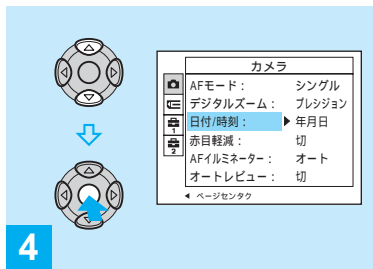 カメラ
AFモード： シングル
デジタルズーム： プレシジョン
日付/時刻： 年月日
赤目軽減： 切
AFイルミネーター： オート
オートレビュー： 切
1
2
ページセンタク
4